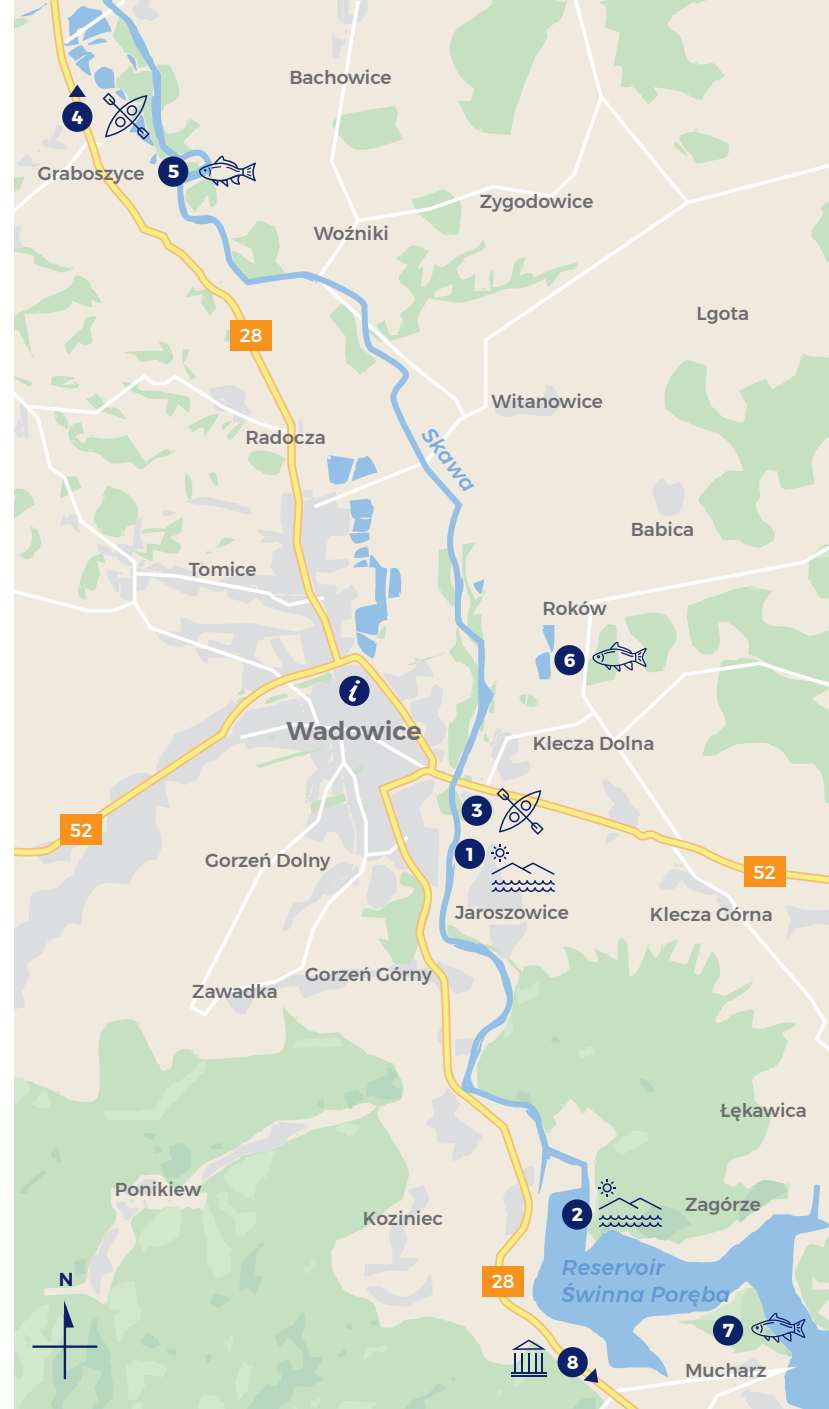 Bachowice
4
Graboszyce
5
Zygodowice
Woźniki
Lgota
28
Witanowice
Radocza
Skawa
Babica
Tomice
Roków
6
i
Wadowice
Klecza Dolna
3
52
1
Gorzeń Dolny
52
Jaroszowice
Klecza Górna
Gorzeń Górny
Zawadka
Łękawica
Ponikiew
Zagórze
2
Koziniec
Reservoir
Świnna Poręba
N
28
7
8
Mucharz